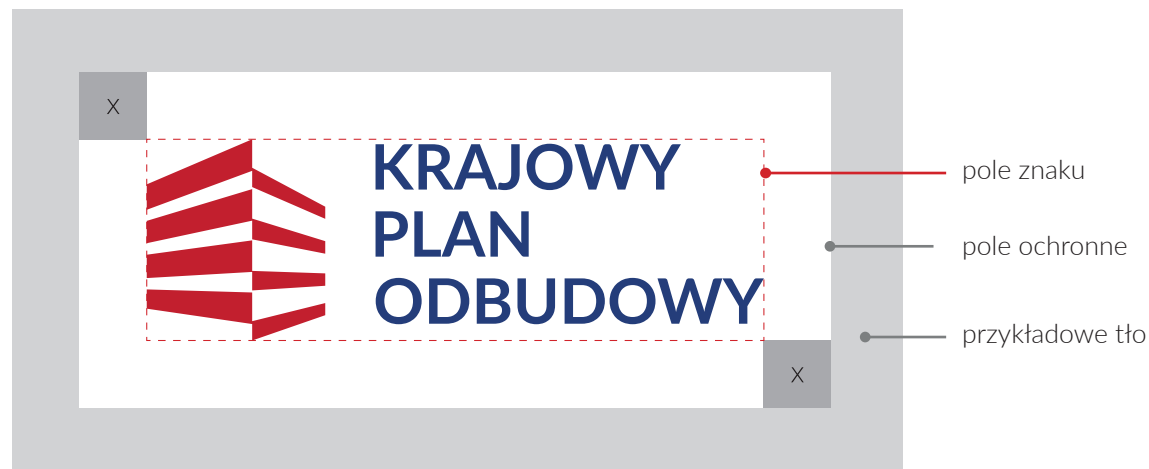 X
KRAJOWY
PLAN
ODBUDOWY
X
pole znaku
pole ochronne
przykładowe tło